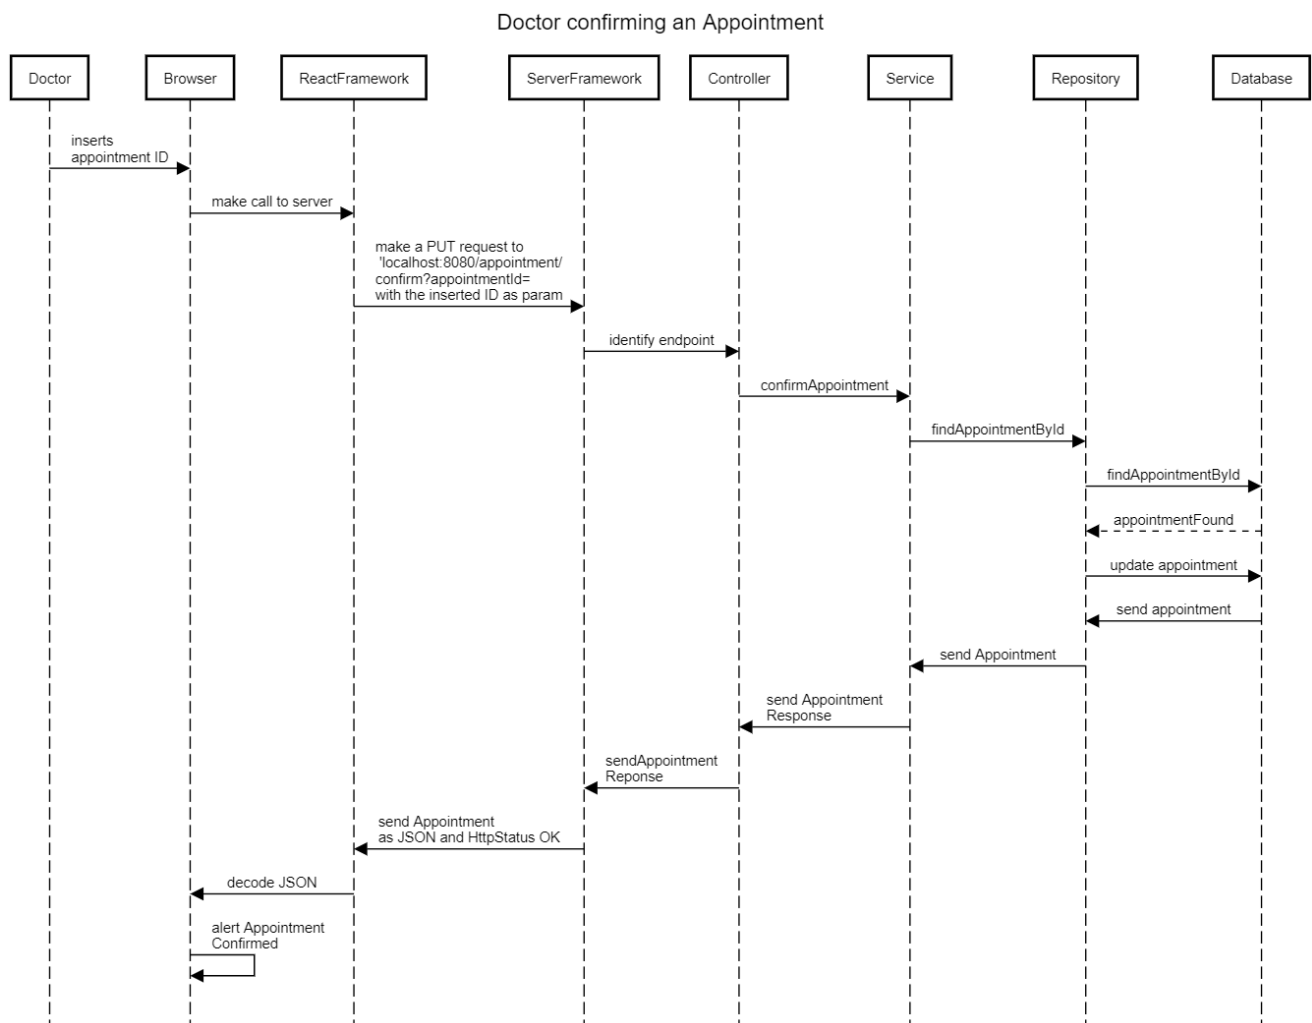 Doctor confirming an Appointment
Doctor
Browser
ReactFramework
ServerFramework
Controller
Service
Repository
Database
inserts
appointment ID
make call to server
make a PUT request to
'localhost:8080/appointment/
confirm?appointmentId=
with the inserted ID as param
identify endpoint
confirmAppointment
findAppointmentById
findAppointmentById
appointmentFound
update appointment
send appointment
send Appointment
send Appointment
Response
sendAppointment
Reponse
send Appointment
as JSON and HttpStatus OK
decode JSON
alert Appointment
Confirmed